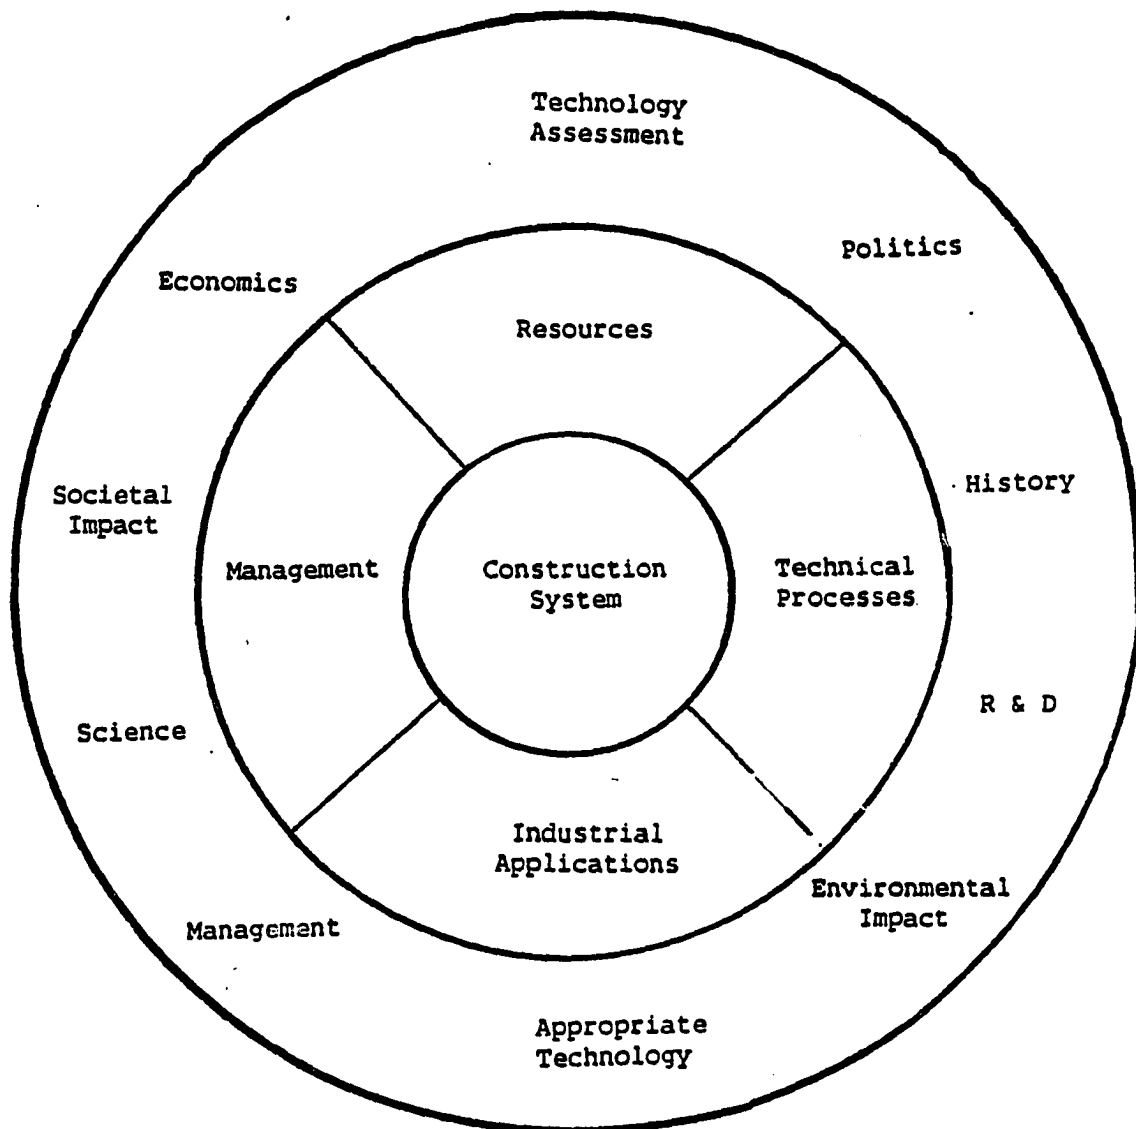 Technology
Assessment
Politics
Economics
Resources
History
Societal
Impact
Management
Construction
System
Technical
Processes
R & D
Science
Industrial
Applications
Environmental
Impact
Management
Appropriate
Technology